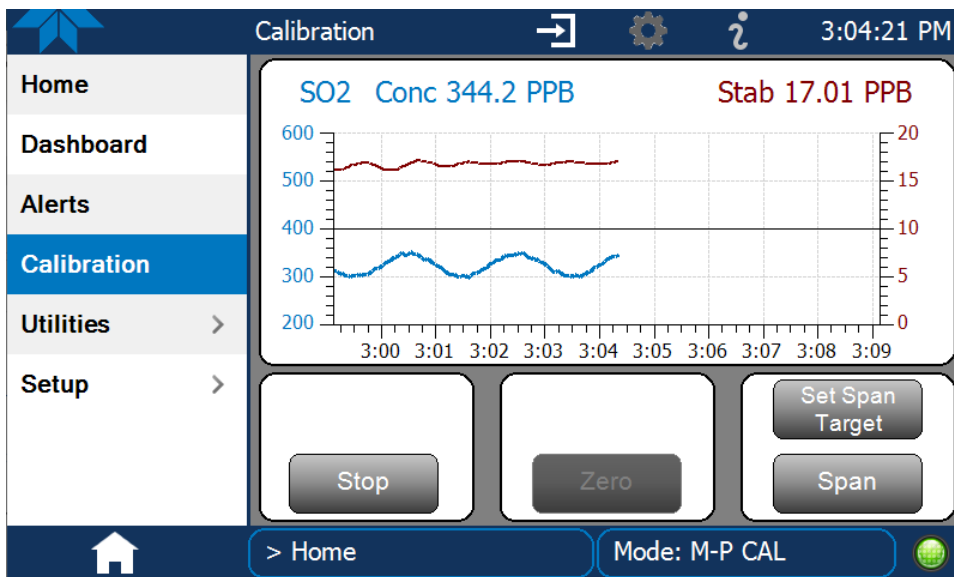 Calibration
3:04:21 PM
Home
Dashboard
Alerts
Calibration
Utilities
Setup
SO2 Conc 344.2 PPB
Stab 17.01 PPB
600
500
400
300
200
20
15
10
5
0
3:00 3:01 3:02 3:03 3:04 3:05 3:06 3:07 3:08 3:09
Stop
Zero
Set Span
Target
Span
> Home
Mode: M-P CAL